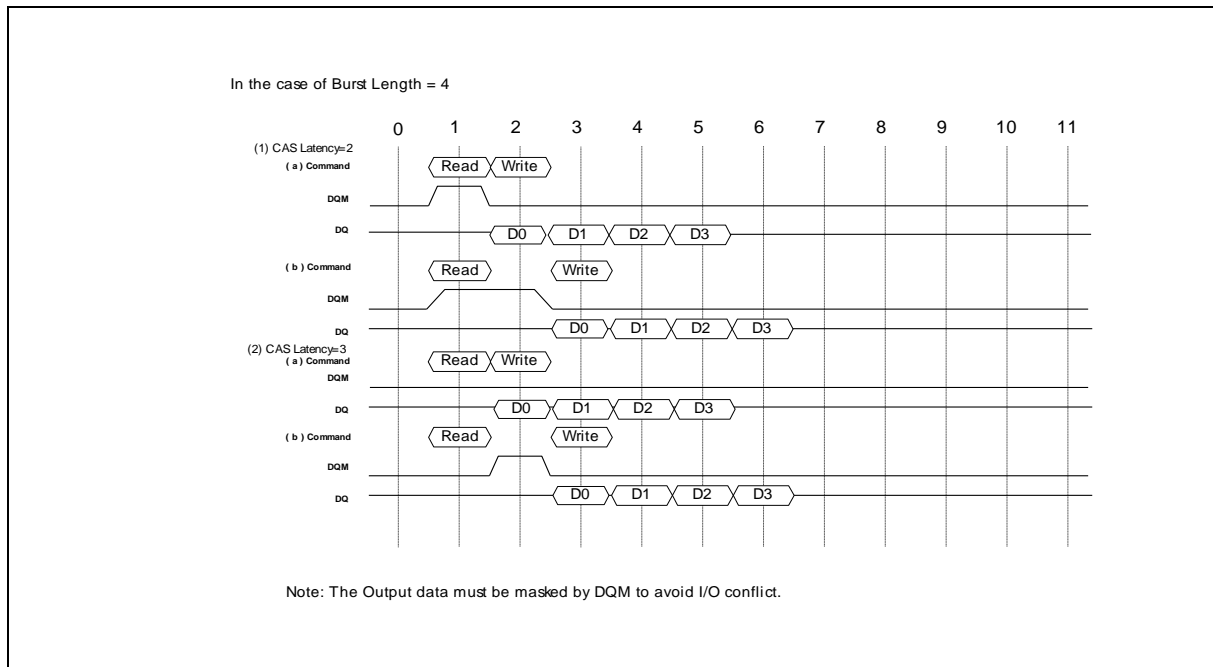 In the case of Burst Length = 4
0 1 2 3 4 5 6 7 8 9 10 11
(1) CAS Latency=2
( a ) Command Read Write
DQM
DQ D0 D1 D2 D3
( b ) Command Read Write
DQM
DQ D0 D1 D2 D3
(2) CAS Latency=3
( a ) Command Read Write
DQM
DQ D0 D1 D2 D3
( b ) Command Read Write
DQM
DQ D0 D1 D2 D3
Note: The Output data must be masked by DQM to avoid I/O conflict.